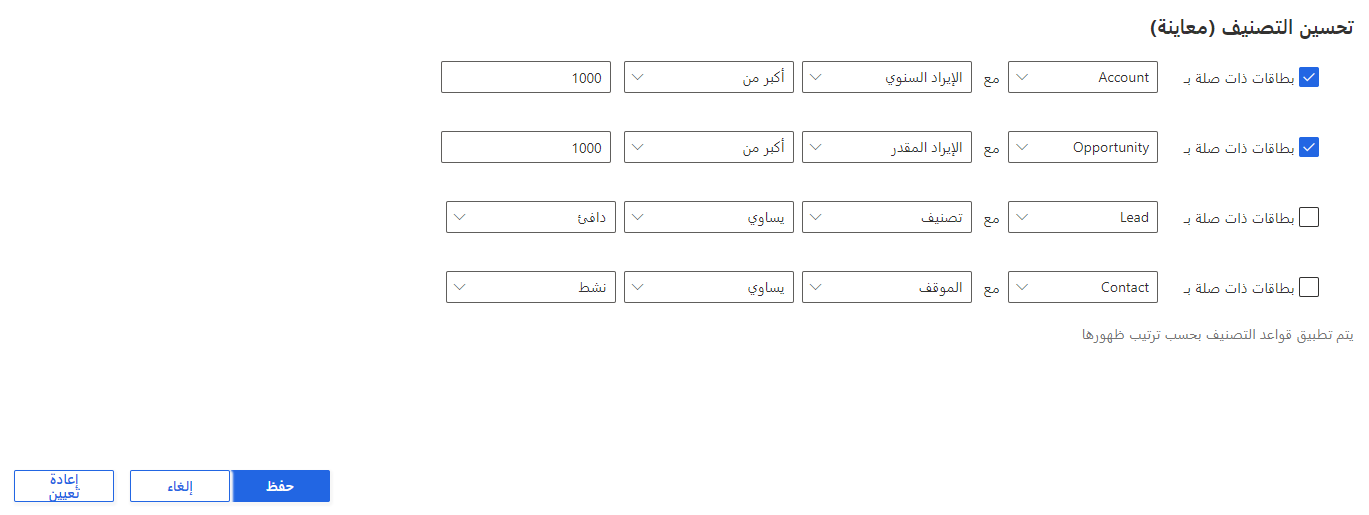 تحسين التصنيف (معاينة)
بطاقات ذات صلة بـ Account مع الإيراد السنوي أكبر من 1000
بطاقات ذات صلة بـ Opportunity مع الإيراد المقدر أكبر من 1000
بطاقات ذات صلة بـ Lead مع تصنيف يساوي دافئ
بطاقات ذات صلة بـ Contact مع الموقف يساوي نشط
يتم تطبيق قواعد التصنيف بحسب ترتيب ظهورها
حفظ إلغاء إعادة
تعيين